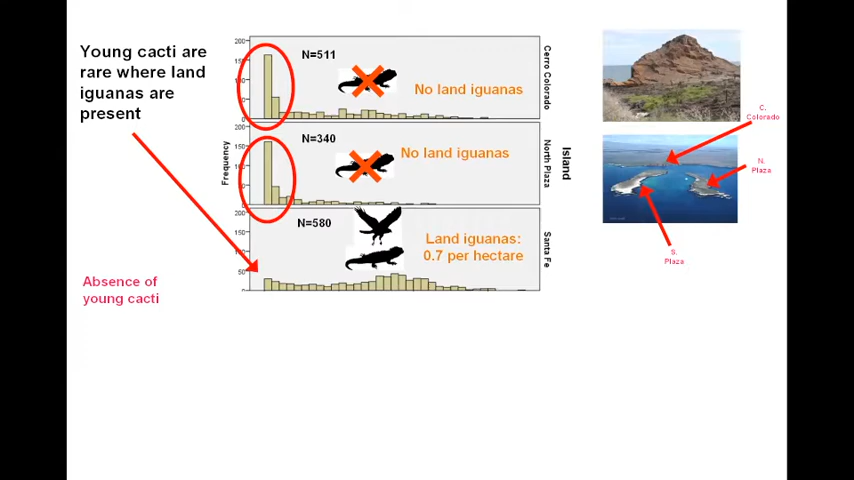 Young cacti are
rare where land
iguanas are
present
Absence of
young cacti
Frequency
200
150
100
50
0
N=511
No land iguanas
Cerro Colorado
200
150
100
50
0
N=340
No land iguanas
North Plaza
Island
200
150
100
50
0
N=580
Land iguanas:
0.7 per hectare
Santa Fe
C.
Colorado
N.
Plaza
S.
Plaza